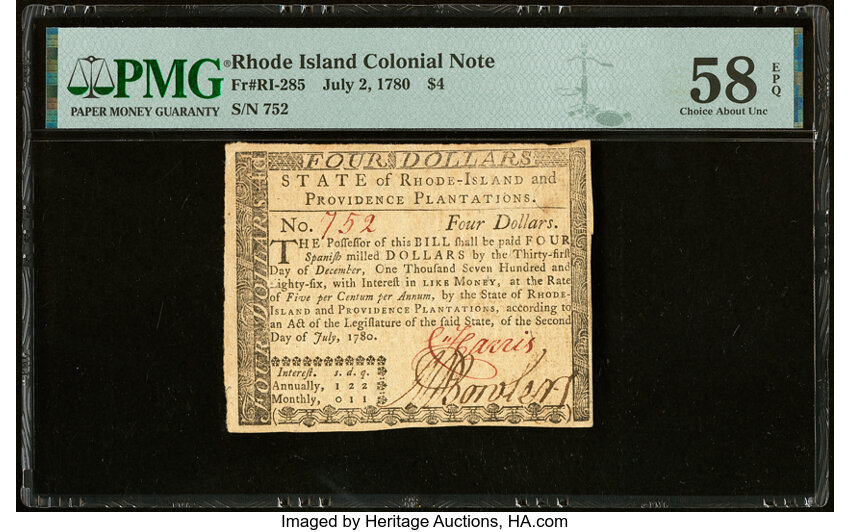 PMG
PAPER MONEY GUARANTY
®Rhode Island Colonial Note
Fr#RI-285 July 2, 1780 $4
S/N 752
58
EPQ
Choice About Unc
FOUR DOLLARS
FOUR DOLLARS
STATE of RHODE-ISLAND and
PROVIDENCE PLANTATIONS.
No. 752 Four Dollars.
THE Poſſeſſor of this BILL ſhall be paid FOUR
Spaniſh milled DOLLARS by the Thirty-firſt
Day of December, One Thouſand Seven Hundred and
Eighty-ſix, with Intereſt in LIKE MONEY, at the Rate
of Five per Centum per Annum, by the State of RHODE-
ISLAND and PROVIDENCE PLANTATIONS, according to
an Act of the Legiſlature of the ſaid State, of the Second
Day of July, 1780.
Harris
Bowler
Intereſt. s. d. q.
Annually, 1 2 2
Monthly, 0 1 1
Imaged by Heritage Auctions, HA.com